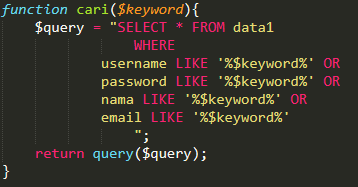 function cari($keyword){
$query = "SELECT * FROM data1
WHERE
username LIKE '%$keyword%' OR
password LIKE '%$keyword%' OR
nama LIKE '%$keyword%' OR
email LIKE '%$keyword%'
";
return query($query);
}